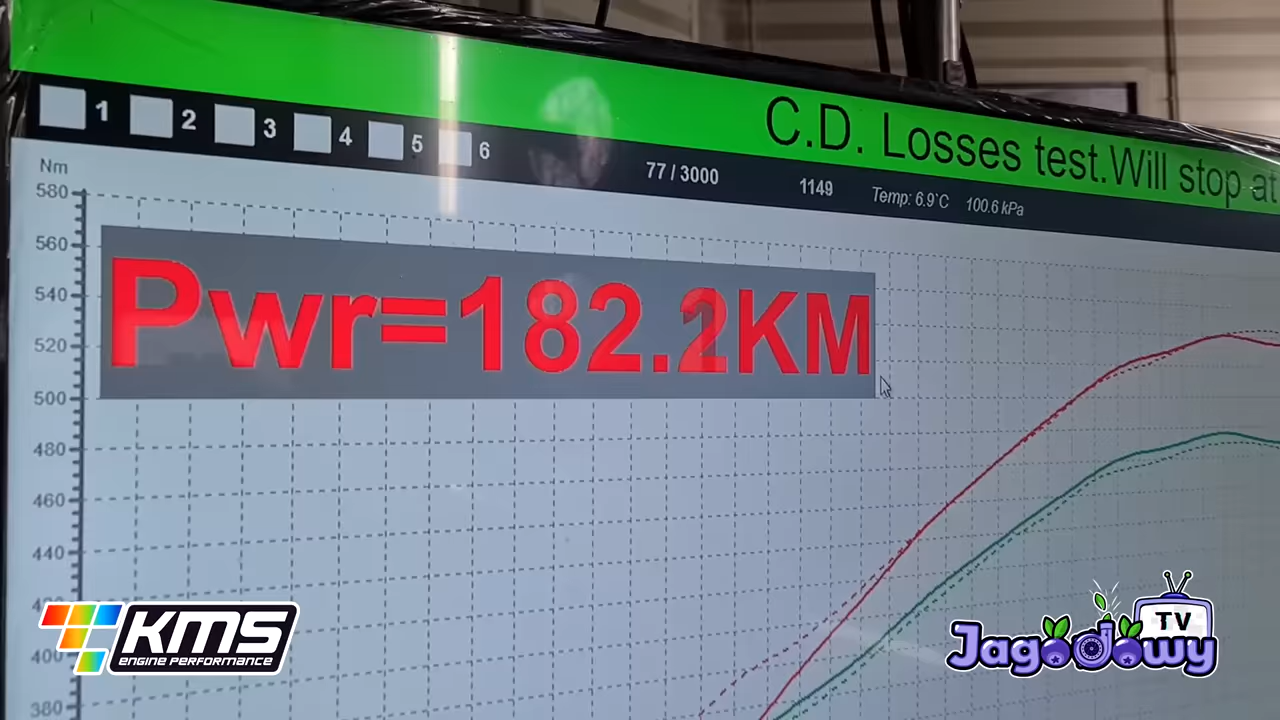 C.D. Losses test.Will stop at
1 2 3 4 5 6
77 / 3000
1149
Temp: 6.9°C
100.6 kPa
Nm
580
560
540
520
500
480
460
440
400
380
Pwr=182.2KM
KMS
ENGINE PERFORMANCE
Jagodowy
TV